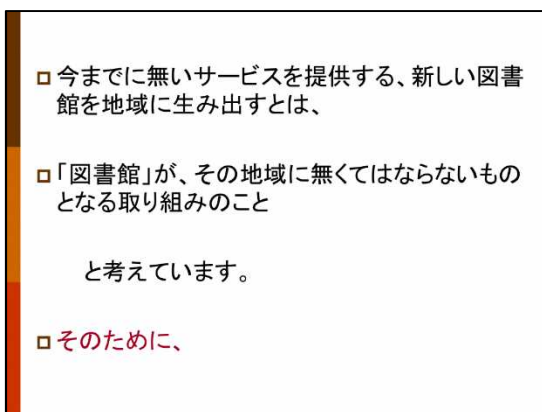 今までに無いサービスを提供する、新しい図書
館を地域に生み出すとは、
「図書館」が、その地域に無くてはならないもの
となる取り組みのこと
と考えています。
そのために、